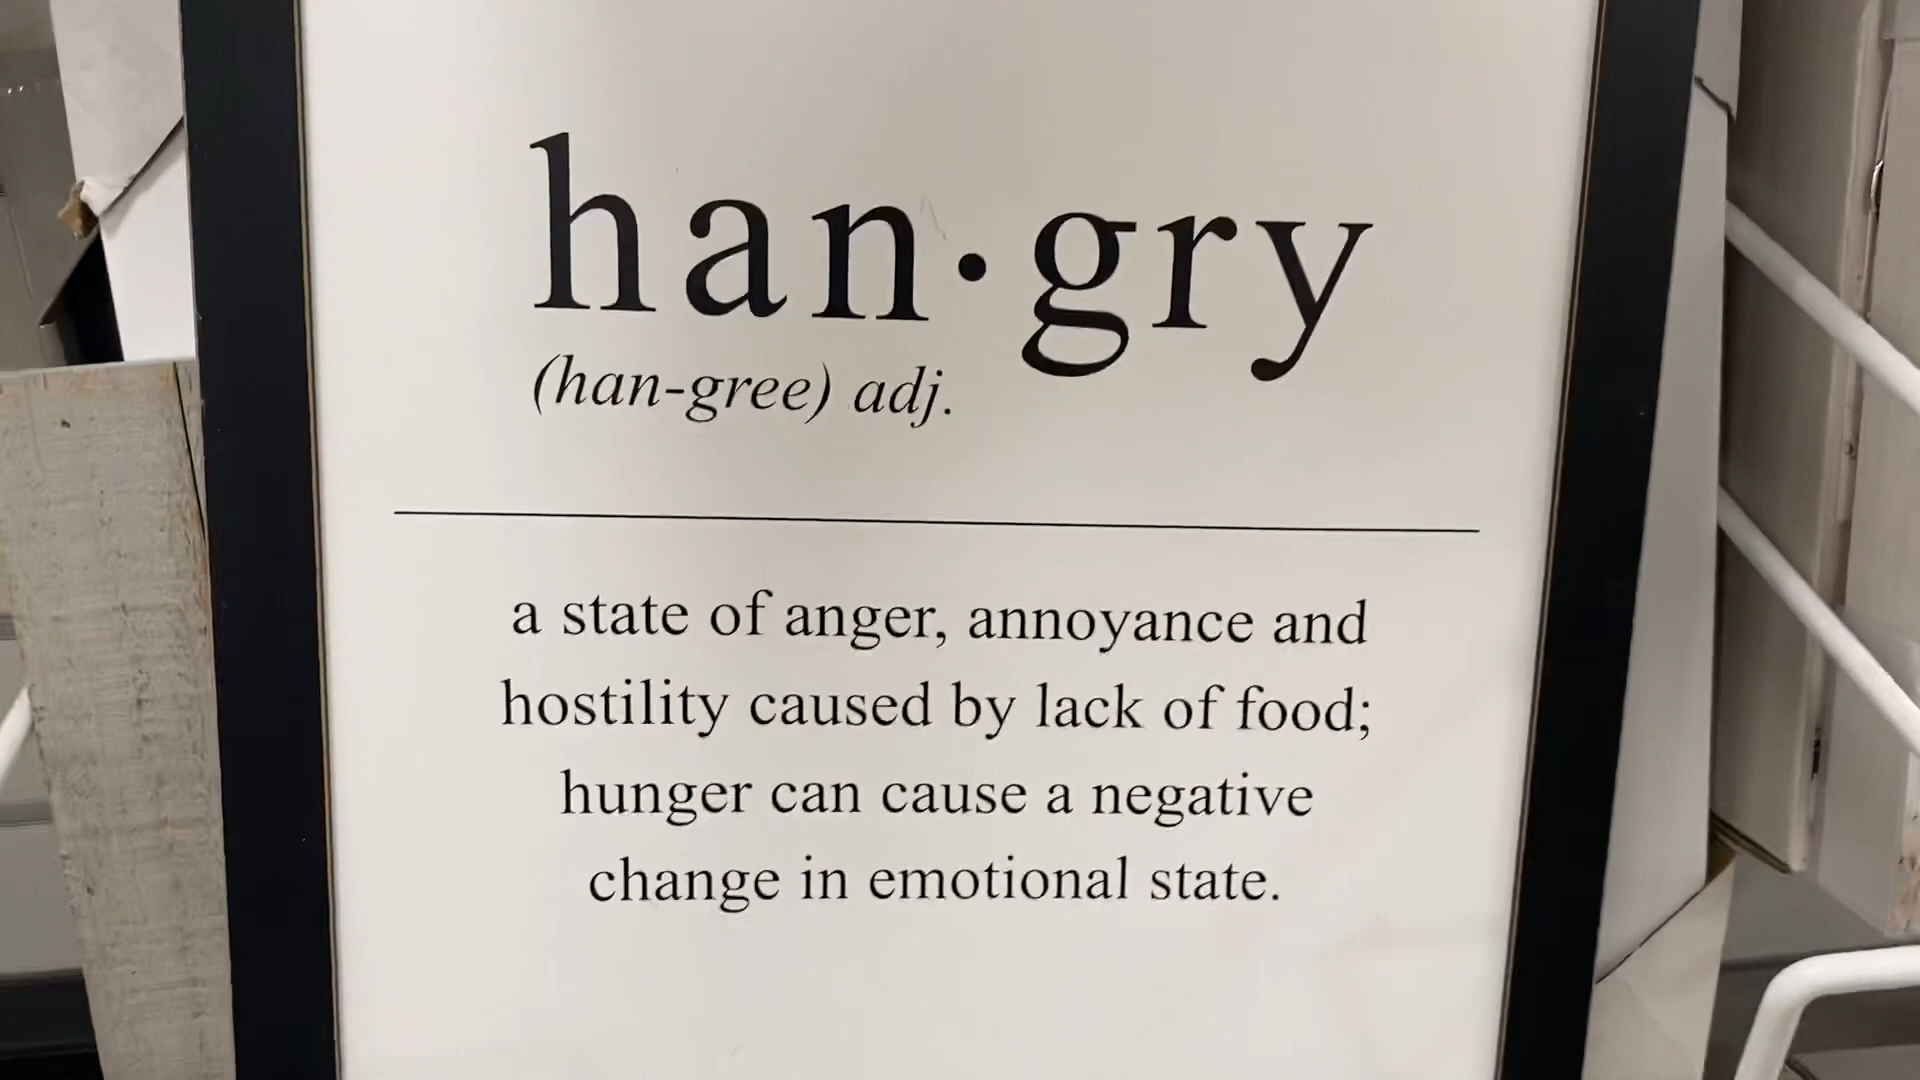 han·gry
(han-gree) adj.
a state of anger, annoyance and
hostility caused by lack of food;
hunger can cause a negative
change in emotional state.